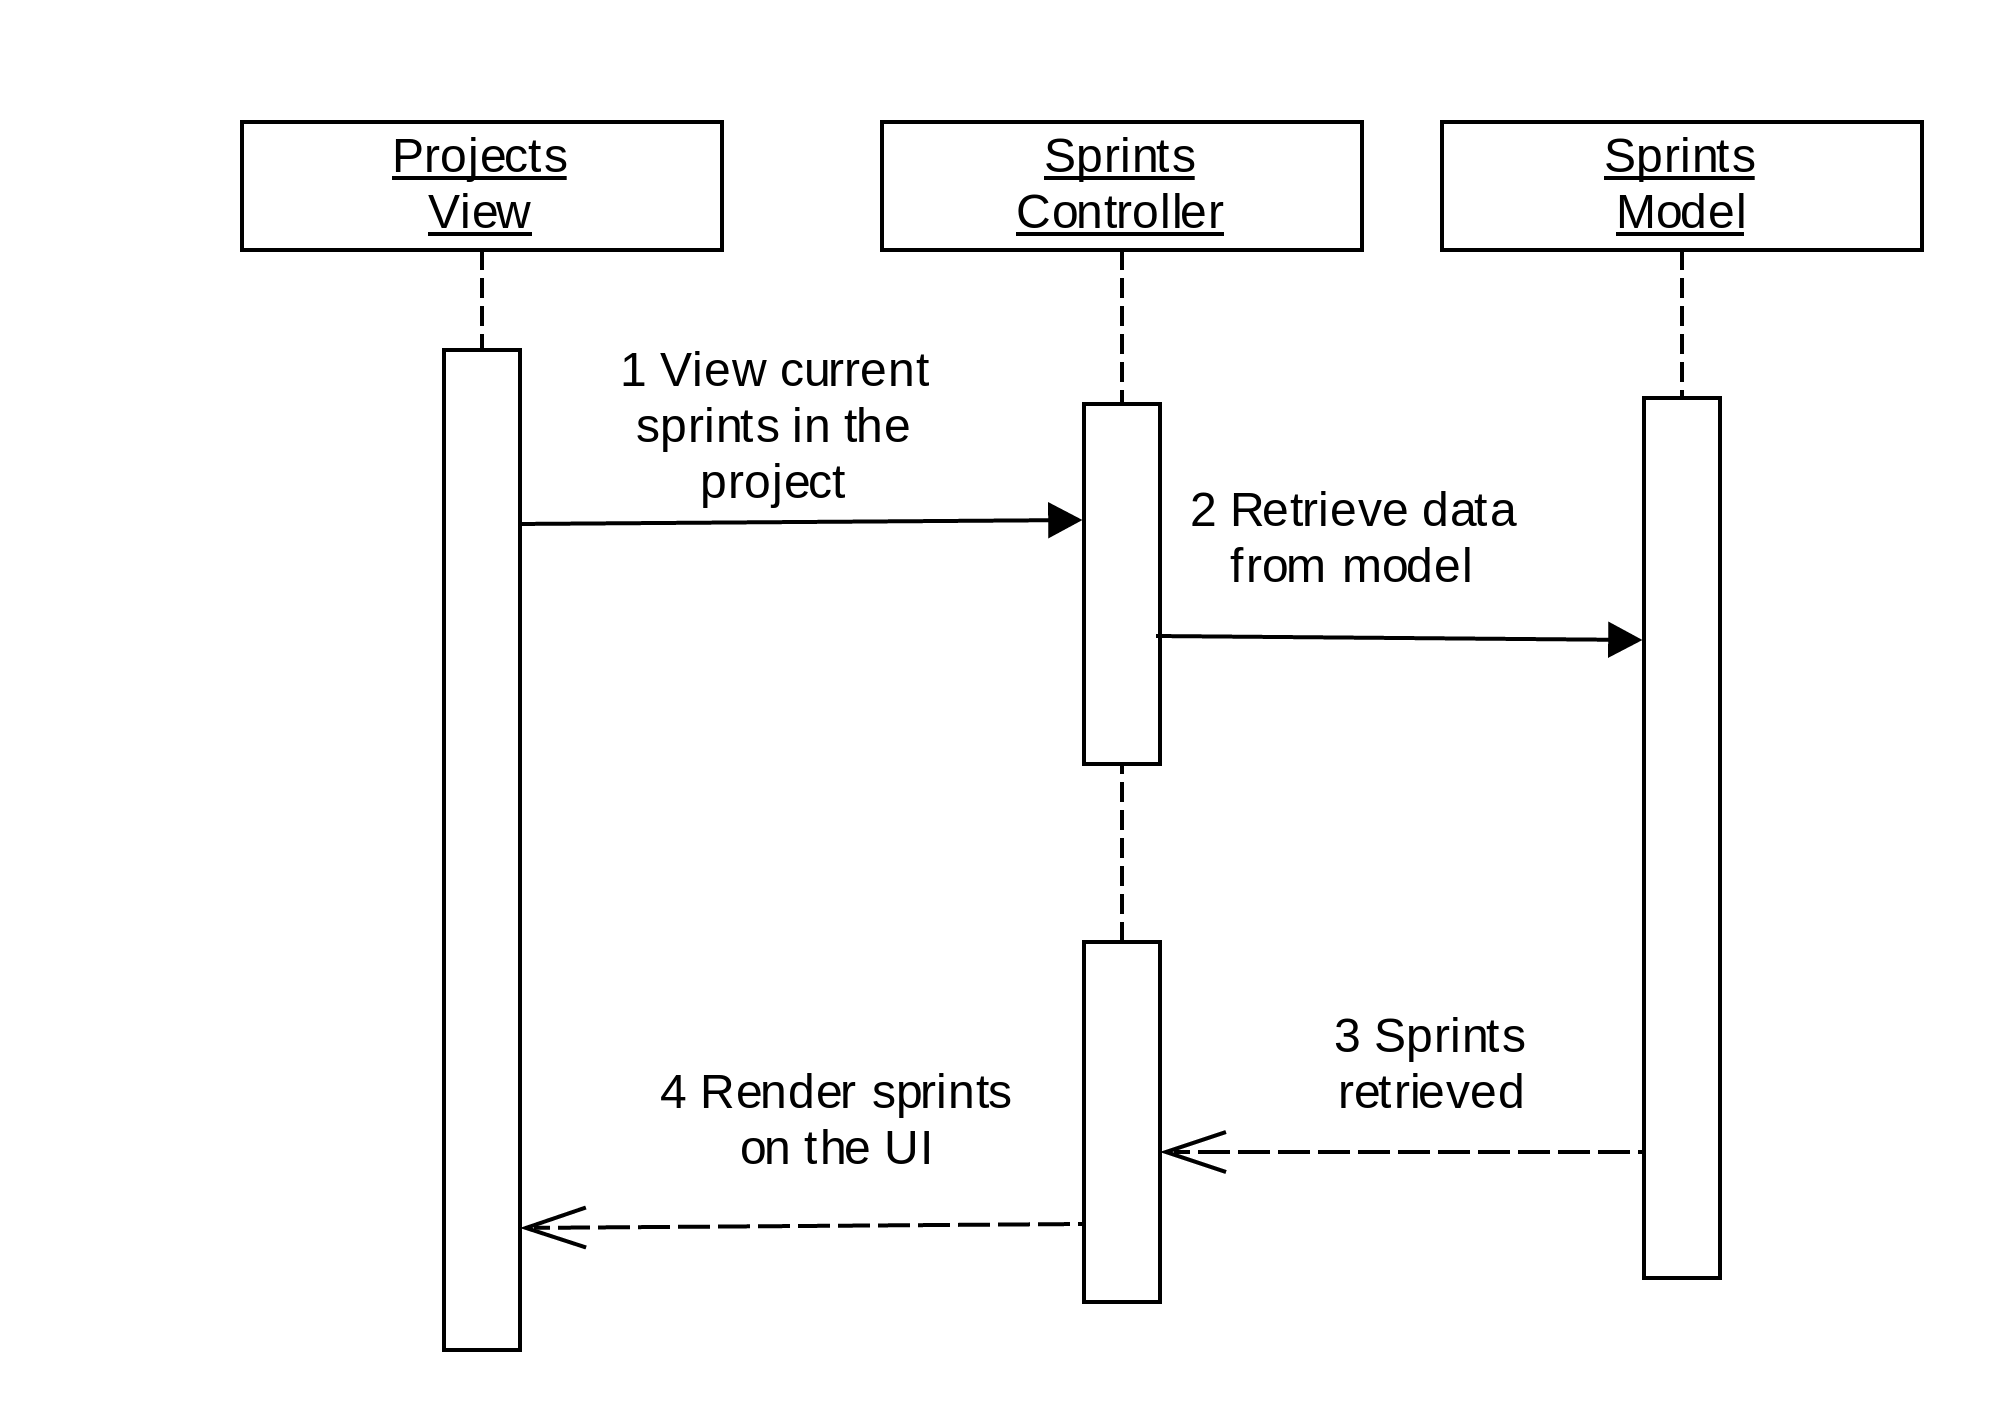 Projects
View
Sprints
Controller
Sprints
Model
1 View current
sprints in the
project
2 Retrieve data
from model
3 Sprints
retrieved
4 Render sprints
on the UI